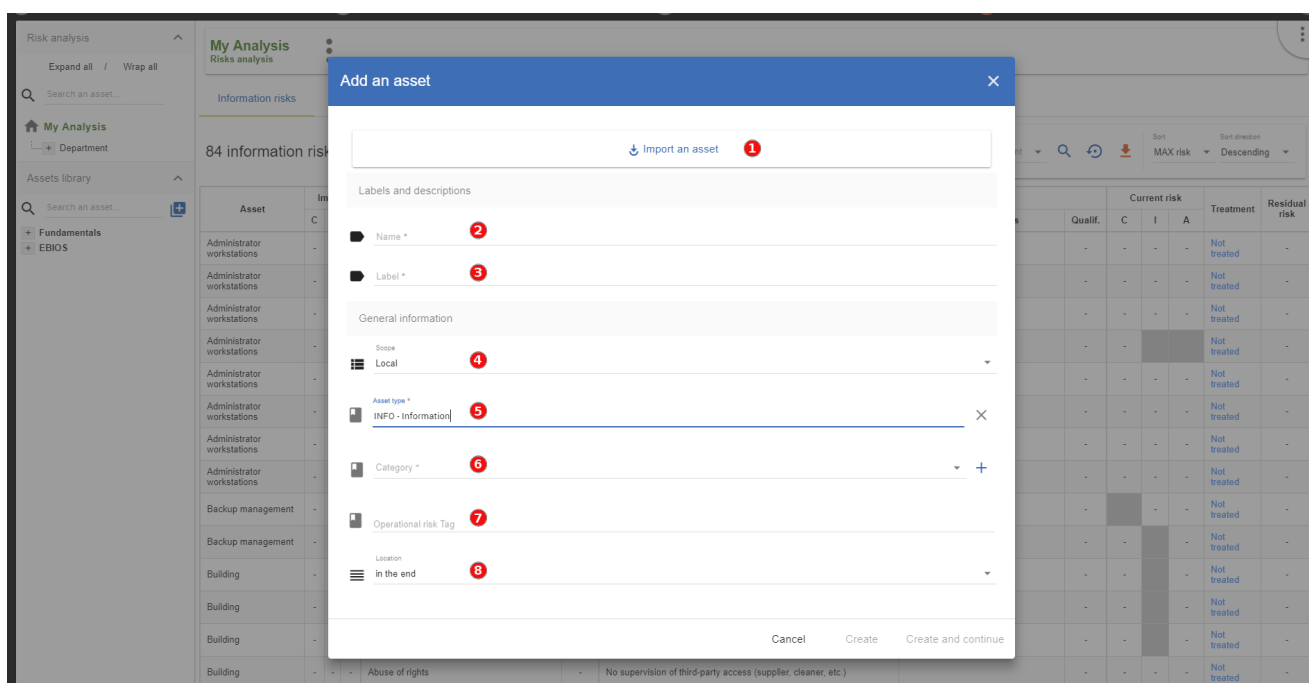 Risk analysis
Expand all / Wrap all
Search an asset...
My Analysis
Department
Assets library
Search an asset...
Fundamentals
EBIOS
My Analysis
Risks analysis
Information risks
84 information risk
Sort
MAX risk
Sort direction
Descending
Asset
C
Current risk
Qualif.
C I A
Treatment
Residual risk
Administrator workstations - - - - - Not treated -
Administrator workstations - - - - - Not treated -
Administrator workstations - - - - - Not treated -
Administrator workstations - - - Not treated -
Administrator workstations - - - - - Not treated -
Administrator workstations - - - - - Not treated -
Administrator workstations - - - - - Not treated -
Administrator workstations - - - - - Not treated -
Backup management - - - - Not treated -
Backup management - - - - Not treated -
Building - - - - Not treated -
Building - - - - Not treated -
Building - - - - Not treated -
Building - - - Abuse of rights - No supervision of third-party access (supplier, cleaner, etc.) - - - Not treated -
Add an asset
Import an asset 1
Labels and descriptions
Name * 2
Label * 3
General information
Scope
Local 4
Asset type *
INFO - Information 5
Category * 6
Operational risk Tag 7
Location
in the end 8
Cancel Create Create and continue